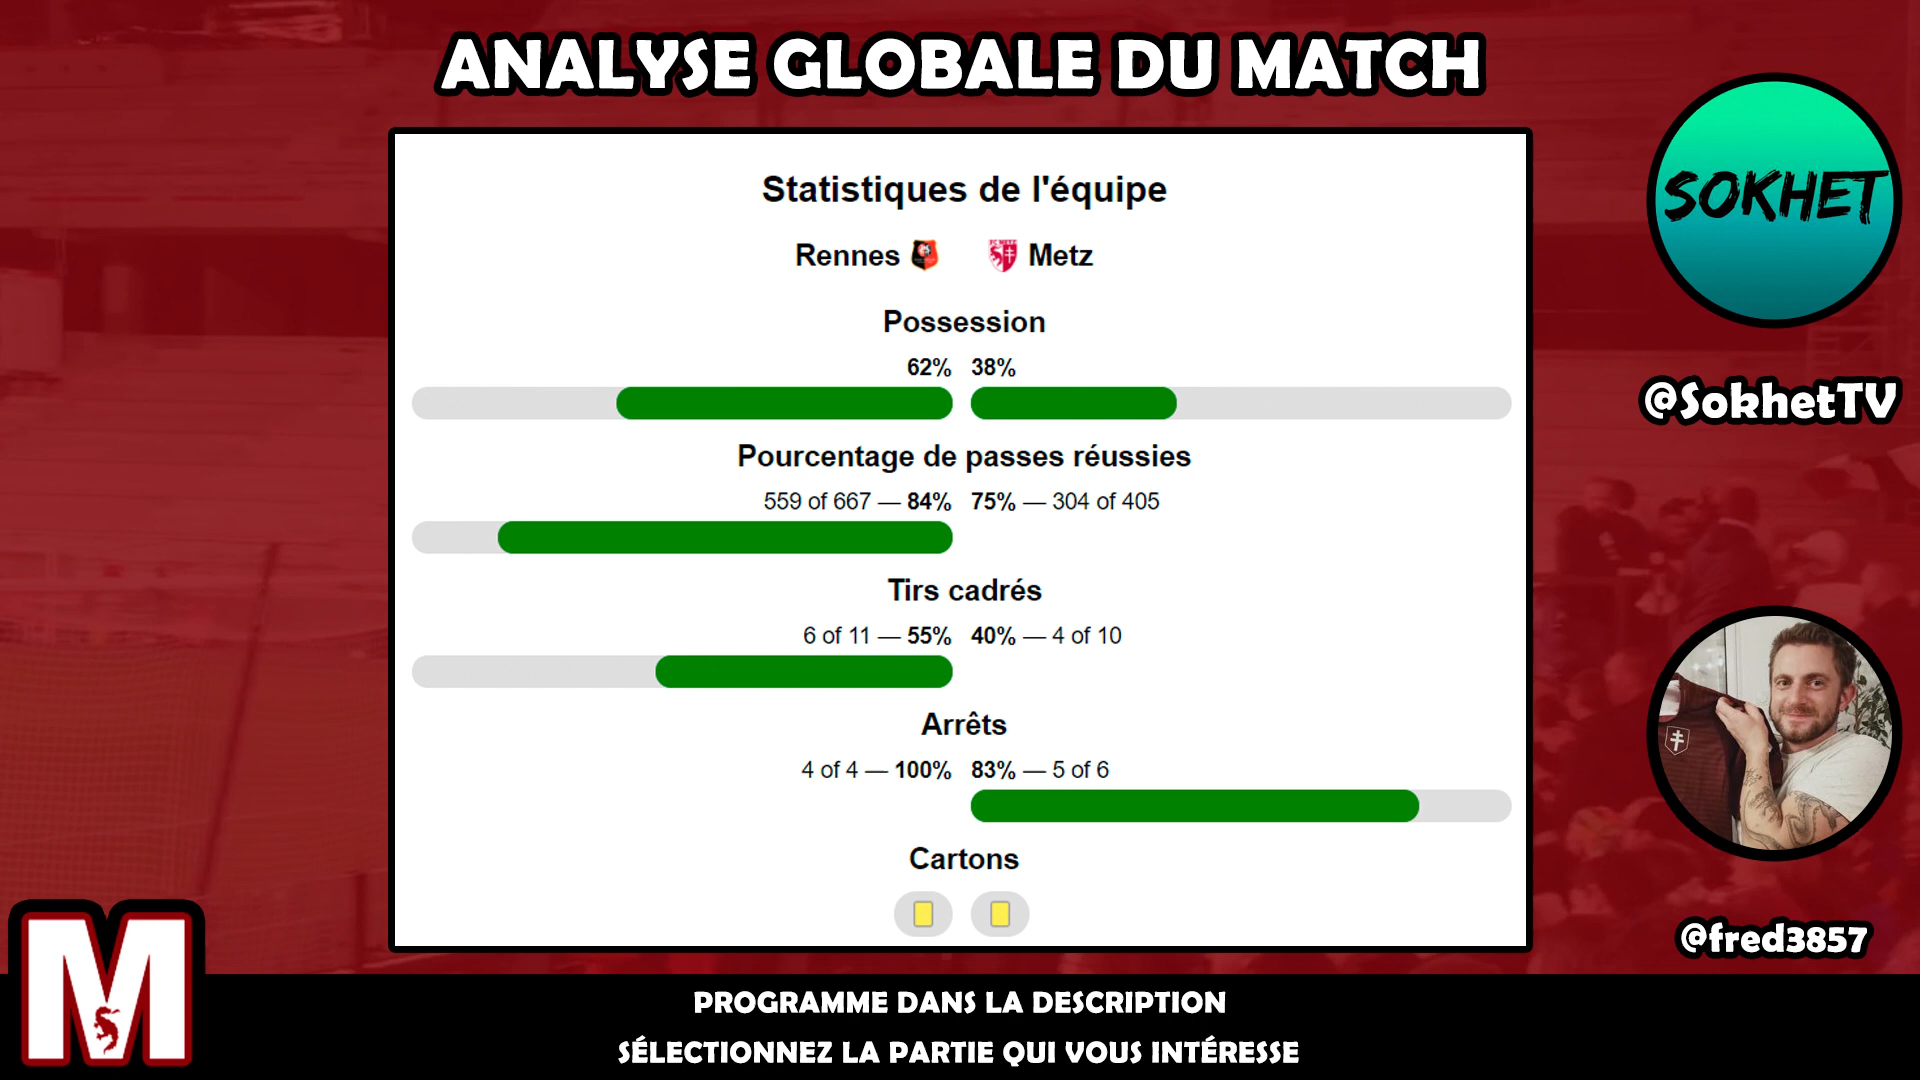 ANALYSE GLOBALE DU MATCH
Statistiques de l'équipe
Rennes Metz
Possession
62% 38%
Pourcentage de passes réussies
559 of 667 — 84% 75% — 304 of 405
Tirs cadrés
6 of 11 — 55% 40% — 4 of 10
Arrêts
4 of 4 — 100% 83% — 5 of 6
Cartons
SOKHET
@SokhetTV
@fred3857
M
PROGRAMME DANS LA DESCRIPTION
SÉLECTIONNEZ LA PARTIE QUI VOUS INTÉRESSE